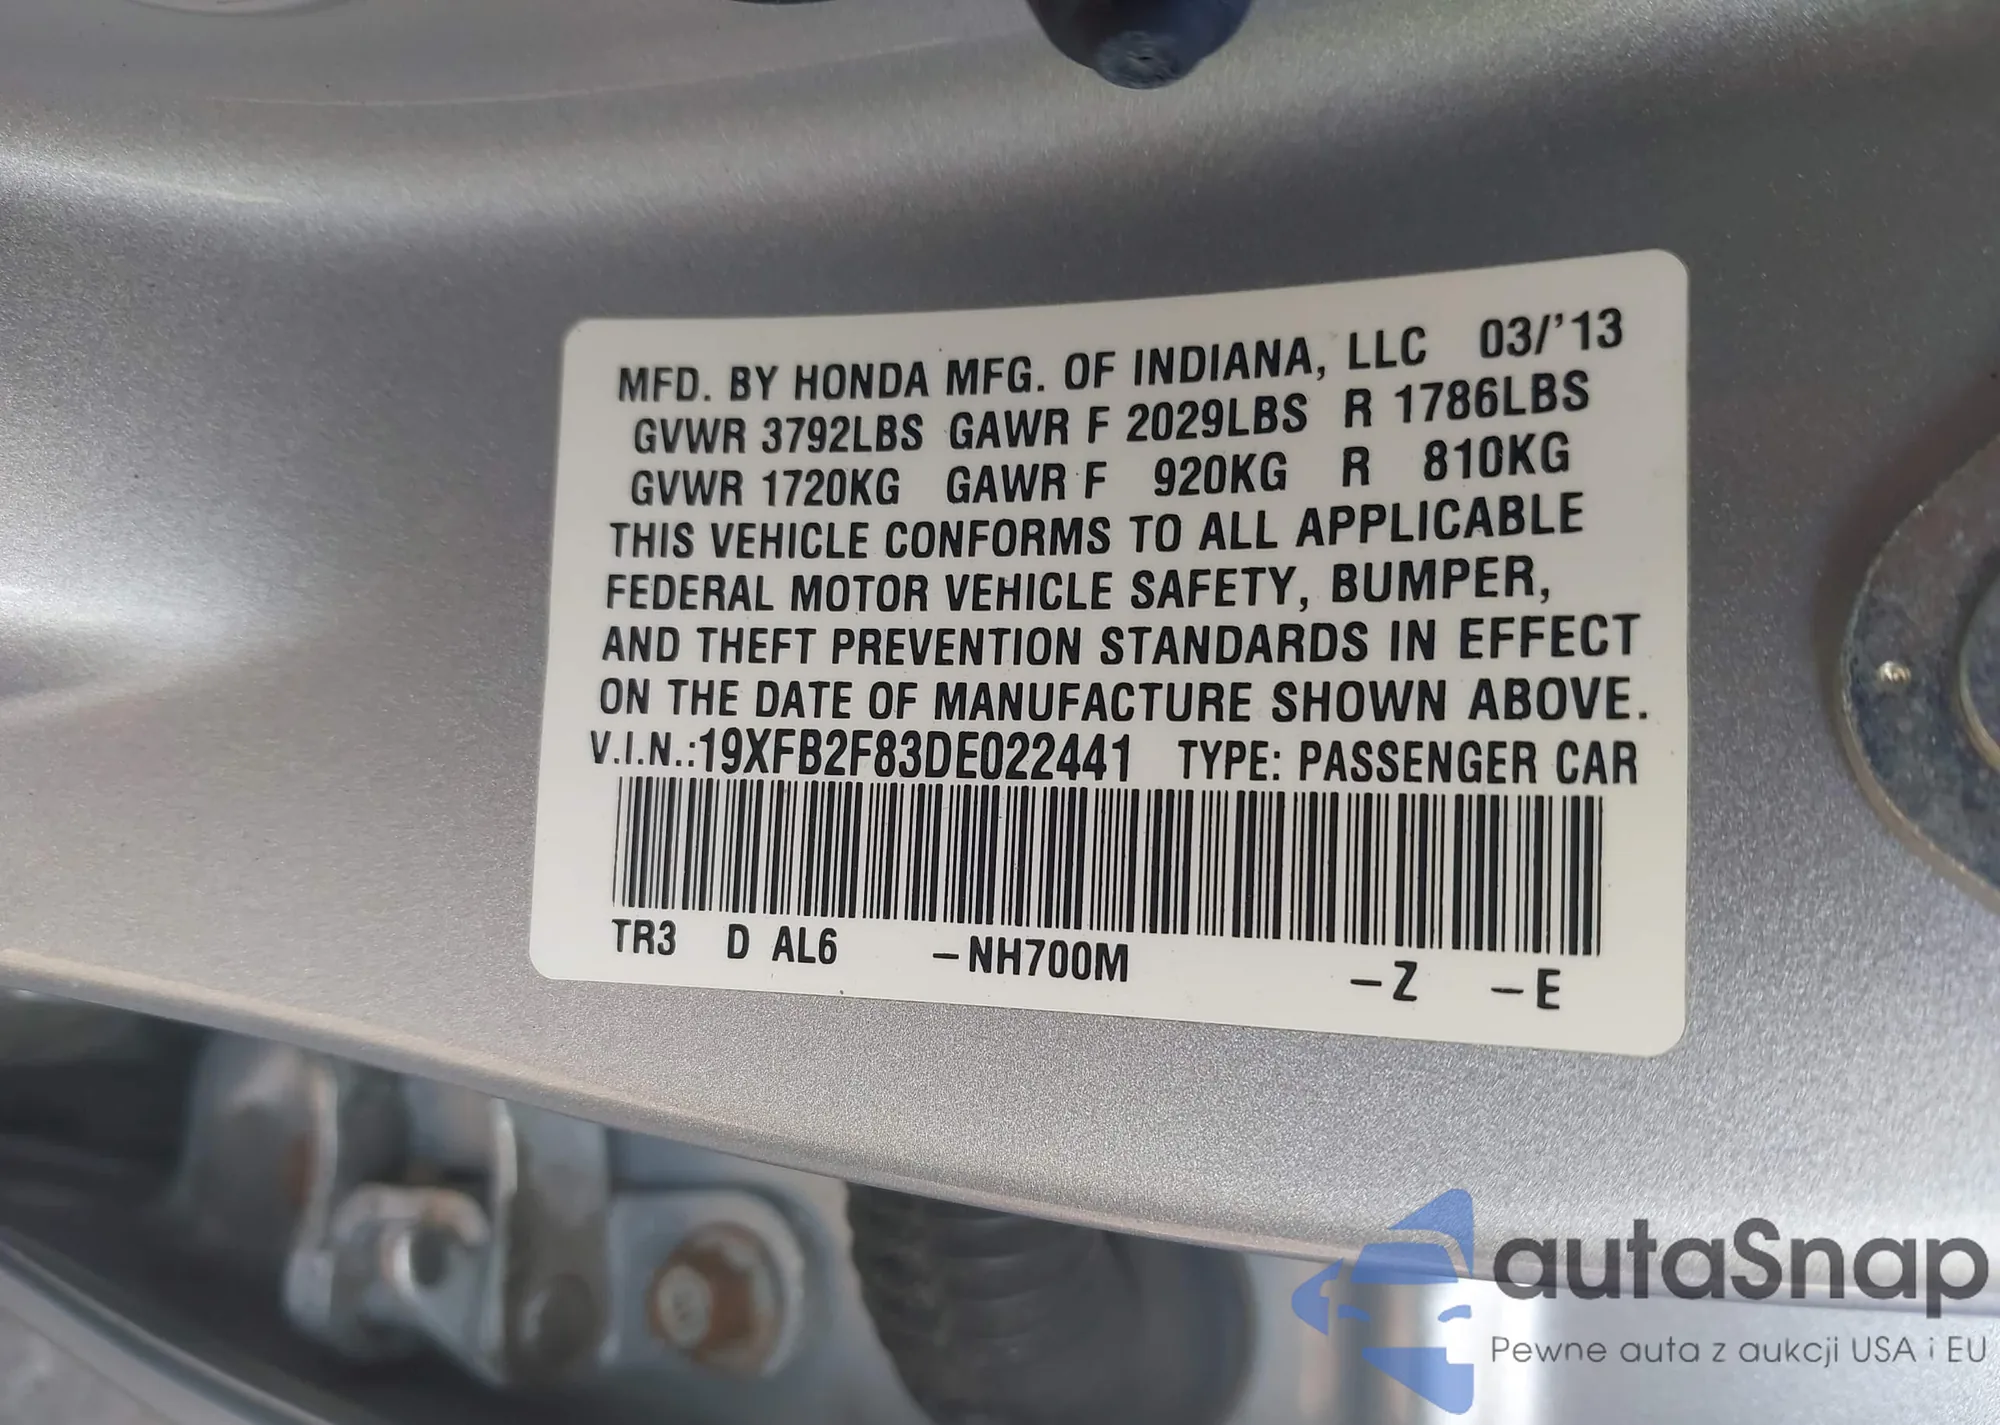 MFD. BY HONDA MFG. OF INDIANA, LLC 03/'13
GVWR 3792LBS GAWR F 2029LBS R 1786LBS
GVWR 1720KG GAWR F 920KG R 810KG
THIS VEHICLE CONFORMS TO ALL APPLICABLE
FEDERAL MOTOR VEHICLE SAFETY, BUMPER,
AND THEFT PREVENTION STANDARDS IN EFFECT
ON THE DATE OF MANUFACTURE SHOWN ABOVE.
V.I.N.:19XFB2F83DE022441 TYPE: PASSENGER CAR
TR3 D AL6 -NH700M -Z -E
autaSnap
Pewne auta z aukcji USA i EU